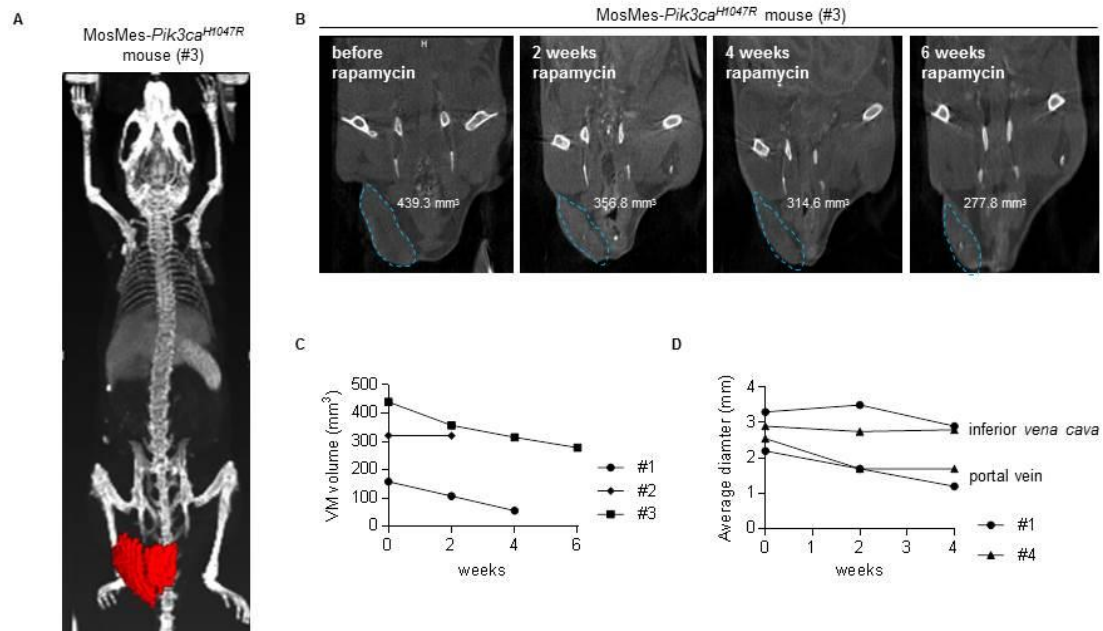 A
MosMes-Pik3caH1047R
mouse (#3)
B
MosMes-Pik3caH1047R mouse (#3)
before
rapamycin
H
2 weeks
rapamycin
4 weeks
rapamycin
6 weeks
rapamycin
439.3 mm³
356.8 mm³
314.6 mm³
277.8 mm³
C
VM volume (mm³)
500
400
300
200
100
0
0 2 4 6
weeks
#1
#2
#3
D
Average diamter (mm)
4
3
2
1
0
0 1 2 3 4
weeks
inferior vena cava
portal vein
#1
#4